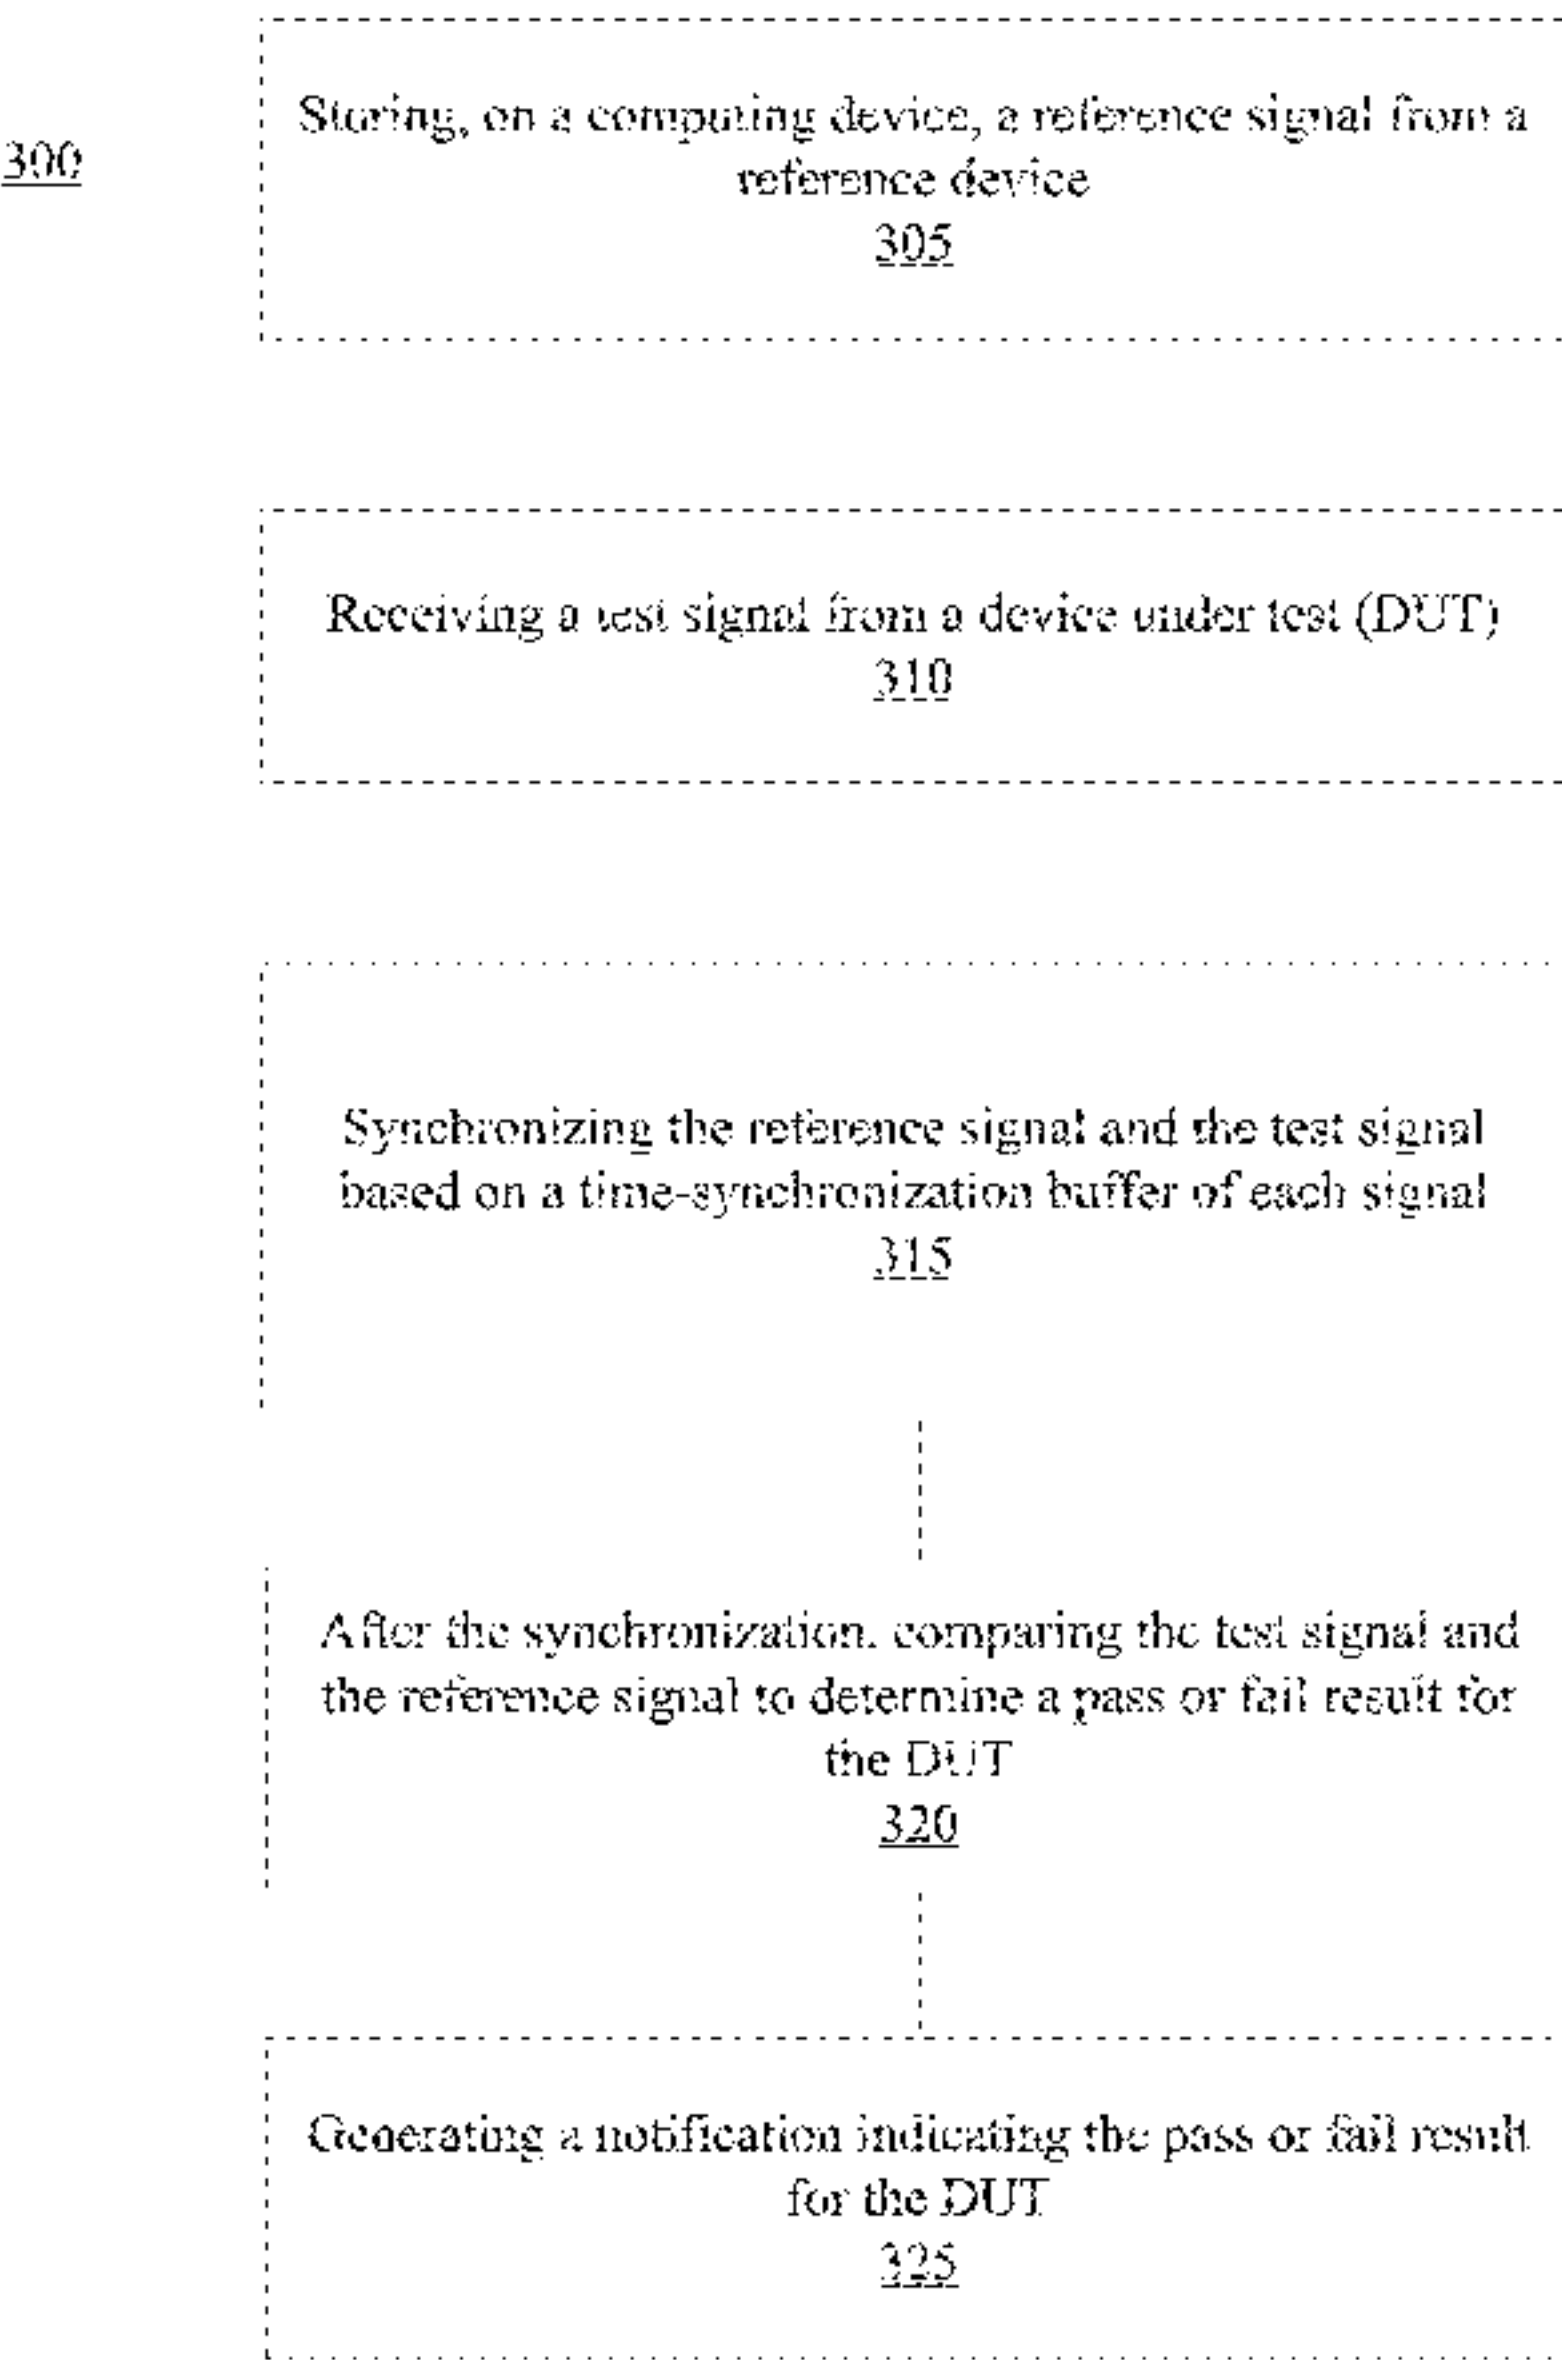 300
Storing, on a computing device, a reference signal from a
reference device
305
Receiving a test signal from a device under test (DUT)
310
Synchronizing the reference signal and the test signal
based on a time-synchronization buffer of each signal
315
After the synchronization, comparing the test signal and
the reference signal to determine a pass or fail result for
the DUT
320
Generating a notification indicating the pass or fail result
for the DUT
325